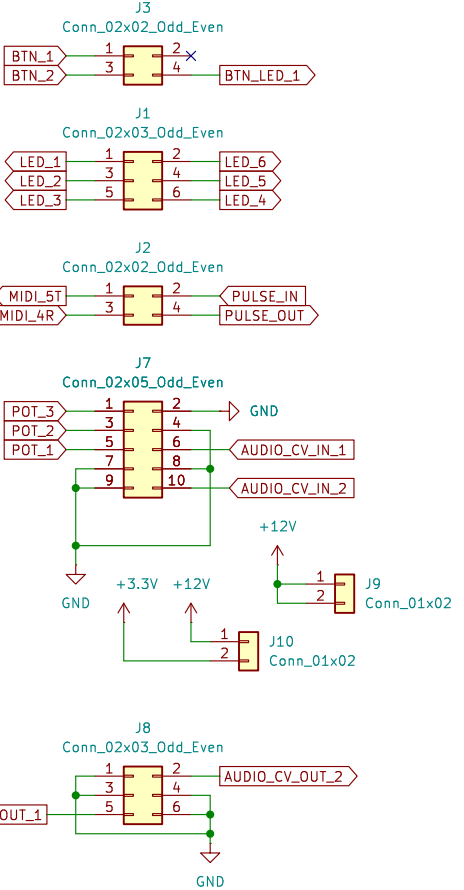 J3
Conn_02x02_Odd_Even
BTN_1 1 2
BTN_2 3 4 BTN_LED_1
J1
Conn_02x03_Odd_Even
LED_1 1 2 LED_6
LED_2 3 4 LED_5
LED_3 5 6 LED_4
J2
Conn_02x02_Odd_Even
MIDI_5T 1 2 PULSE_IN
MIDI_4R 3 4 PULSE_OUT
J7
Conn_02x05_Odd_Even
POT_3 1 2 GND
POT_2 3 4
POT_1 5 6 AUDIO_CV_IN_1
7 8
9 10 AUDIO_CV_IN_2
GND
+12V
J9
Conn_01x02
1
2
+3.3V +12V
J10
Conn_01x02
1
2
J8
Conn_02x03_Odd_Even
1 2 AUDIO_CV_OUT_2
3 4
OUT_1 5 6
GND